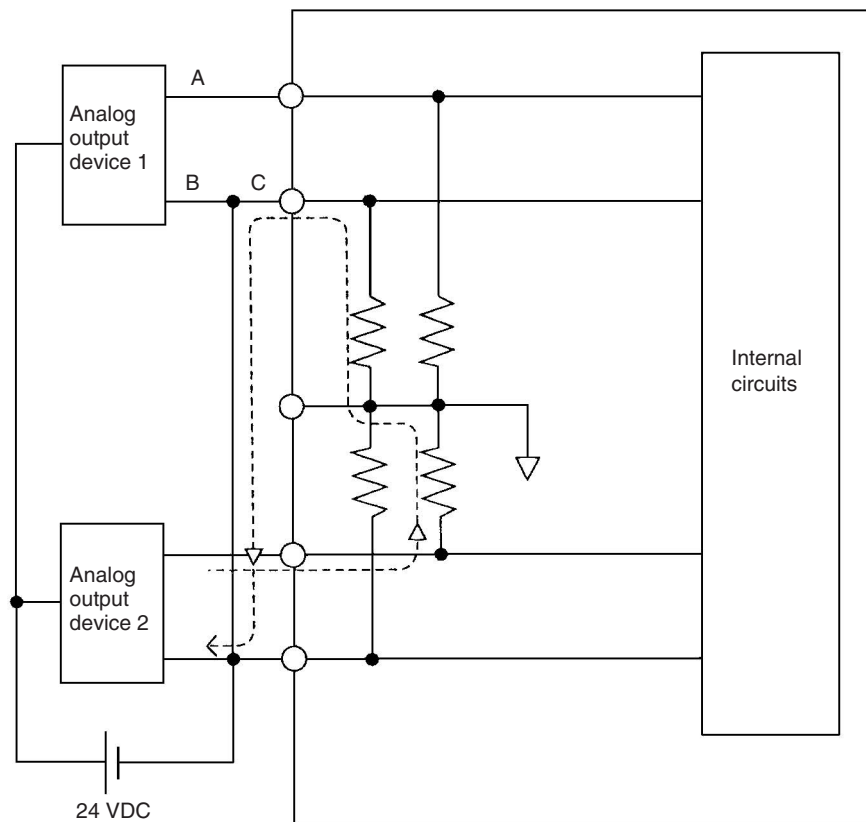 A
Analog
output
device 1
B
C
Internal
circuits
Analog
output
device 2
24 VDC